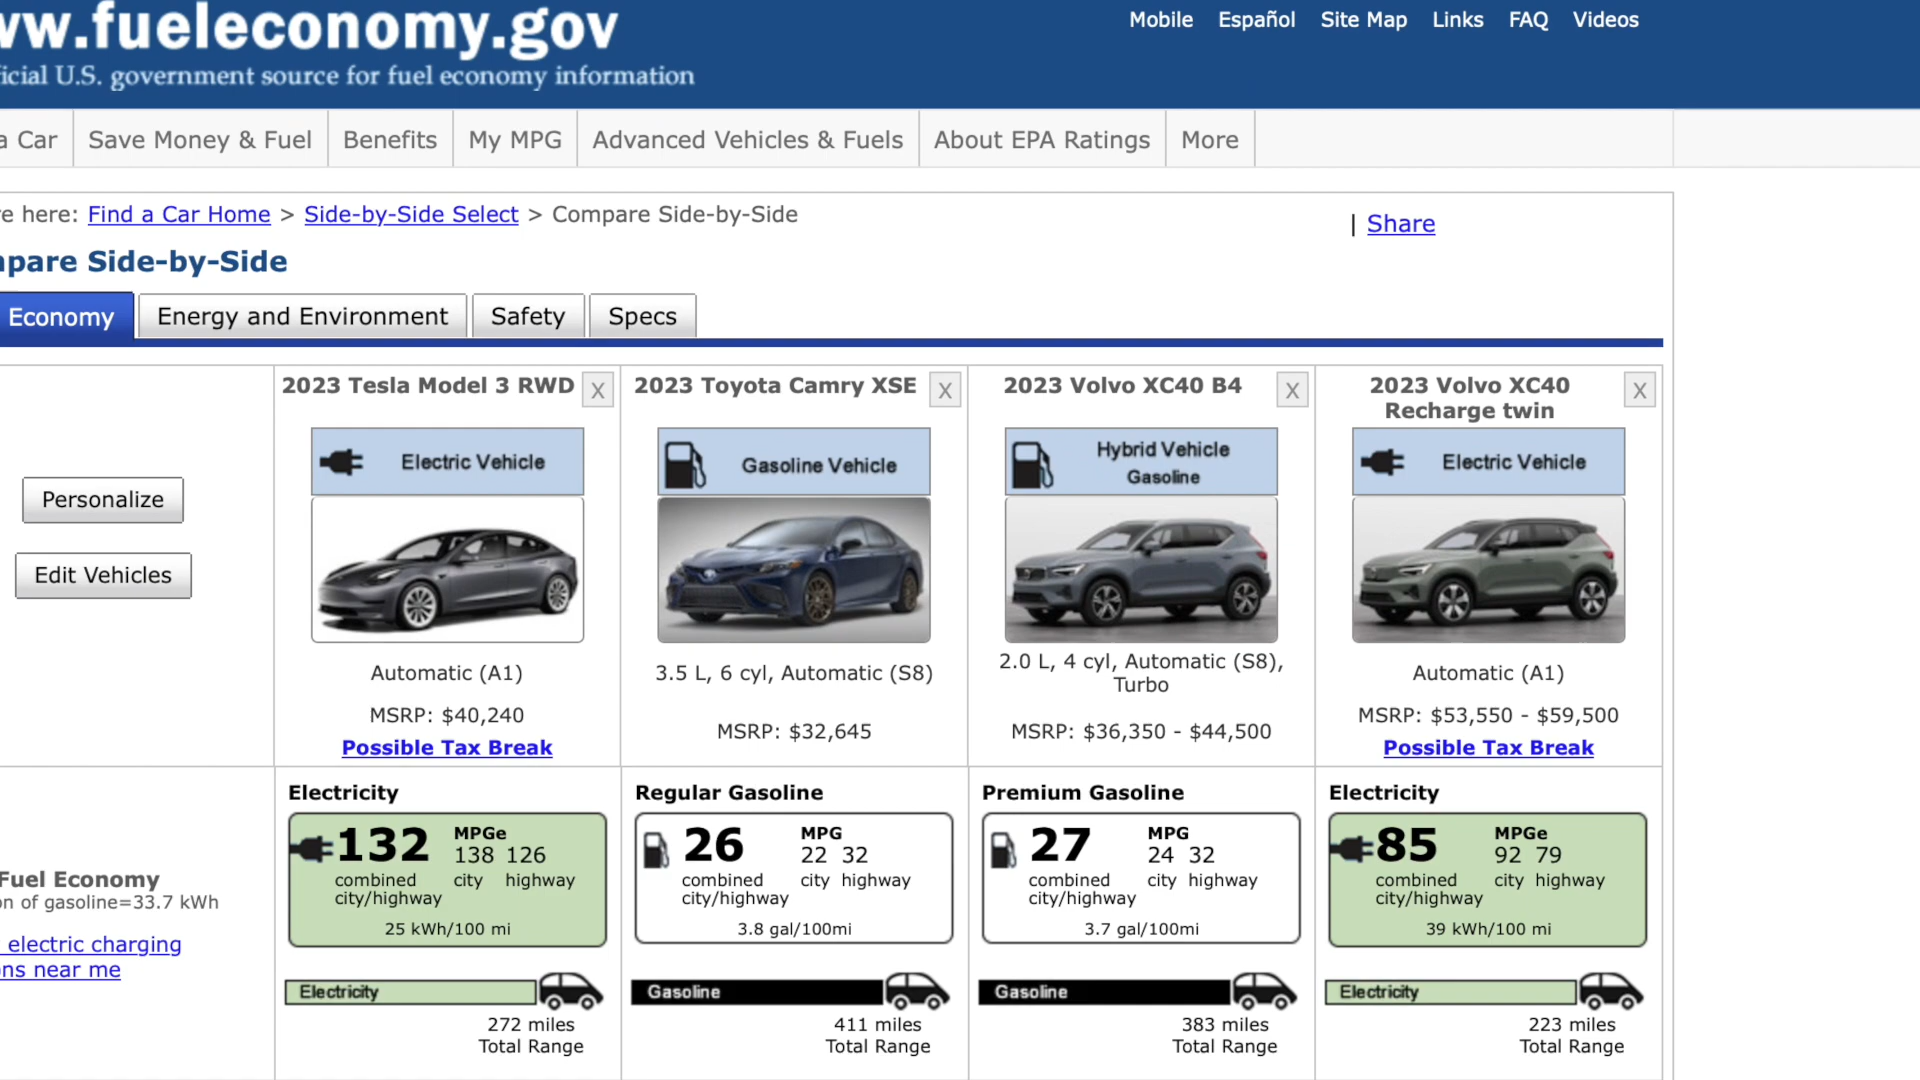 ww.fueleconomy.gov
icial U.S. government source for fuel economy information
Mobile Español Site Map Links FAQ Videos
a Car Save Money & Fuel Benefits My MPG Advanced Vehicles & Fuels About EPA Ratings More
re here: Find a Car Home > Side-by-Side Select > Compare Side-by-Side
| Share
pare Side-by-Side
Economy Energy and Environment Safety Specs
2023 Tesla Model 3 RWD X
Electric Vehicle
Automatic (A1)
MSRP: $40,240
Possible Tax Break
2023 Toyota Camry XSE X
Gasoline Vehicle
3.5 L, 6 cyl, Automatic (S8)
MSRP: $32,645
2023 Volvo XC40 B4 X
Hybrid Vehicle
Gasoline
2.0 L, 4 cyl, Automatic (S8),
Turbo
MSRP: $36,350 - $44,500
2023 Volvo XC40 X
Recharge twin
Electric Vehicle
Automatic (A1)
MSRP: $53,550 - $59,500
Possible Tax Break
Personalize
Edit Vehicles
Fuel Economy
on of gasoline=33.7 kWh
electric charging
ns near me
Electricity
132 MPGe
138 126
combined city highway
city/highway
25 kWh/100 mi
Electricity
272 miles
Total Range
Regular Gasoline
26 MPG
22 32
combined city highway
city/highway
3.8 gal/100mi
Gasoline
411 miles
Total Range
Premium Gasoline
27 MPG
24 32
combined city highway
city/highway
3.7 gal/100mi
Gasoline
383 miles
Total Range
Electricity
85 MPGe
92 79
combined city highway
city/highway
39 kWh/100 mi
Electricity
223 miles
Total Range